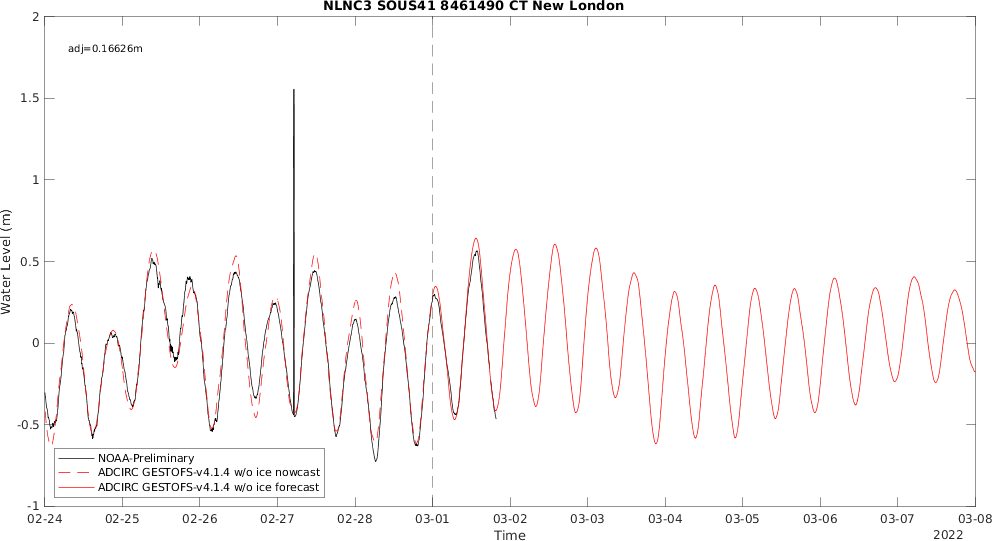 NLNC3 SOUS41 8461490 CT New London
adj=0.16626m
2
1.5
1
0.5
0
-0.5
-1
Water Level (m)
NOAA-Preliminary
ADCIRC GESTOFS-v4.1.4 w/o ice nowcast
ADCIRC GESTOFS-v4.1.4 w/o ice forecast
02-24 02-25 02-26 02-27 02-28 03-01 03-02 03-03 03-04 03-05 03-06 03-07 03-08
Time
2022